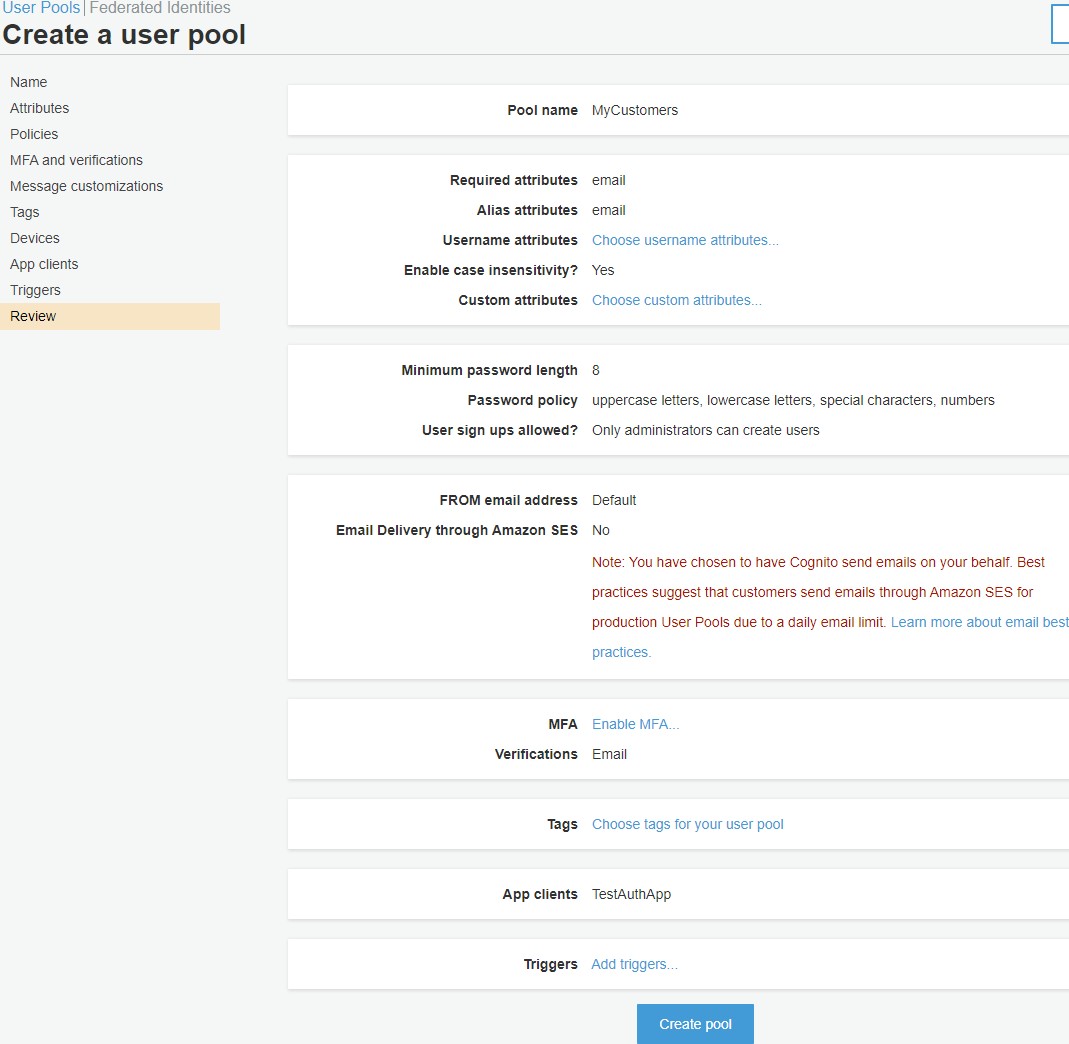 User Pools | Federated Identities
Create a user pool
Name
Attributes
Policies
MFA and verifications
Message customizations
Tags
Devices
App clients
Triggers
Review
Pool name MyCustomers
Required attributes email
Alias attributes email
Username attributes Choose username attributes...
Enable case insensitivity? Yes
Custom attributes Choose custom attributes...
Minimum password length 8
Password policy uppercase letters, lowercase letters, special characters, numbers
User sign ups allowed? Only administrators can create users
FROM email address Default
Email Delivery through Amazon SES No
Note: You have chosen to have Cognito send emails on your behalf. Best
practices suggest that customers send emails through Amazon SES for
production User Pools due to a daily email limit. Learn more about email best
practices.
MFA Enable MFA...
Verifications Email
Tags Choose tags for your user pool
App clients TestAuthApp
Triggers Add triggers...
Create pool